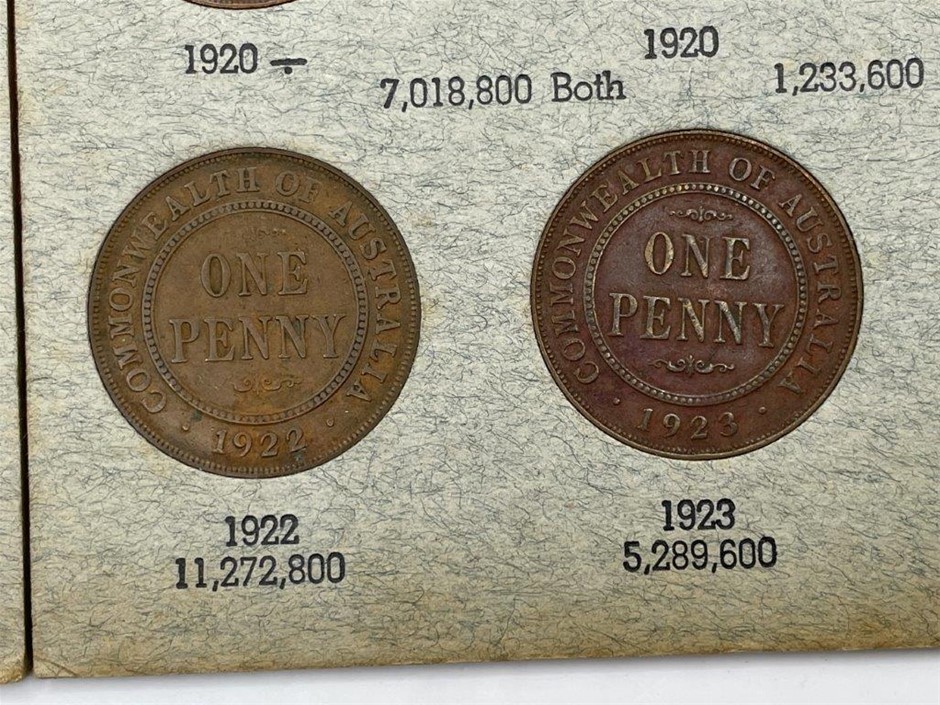 1920 ÷
1920
7,018,800 Both
1,233,600
COMMONWEALTH OF AUSTRALIA
ONE
PENNY
· 1922 ·
COMMONWEALTH OF AUSTRALIA
ONE
PENNY
· 1923 ·
1922
11,272,800
1923
5,289,600